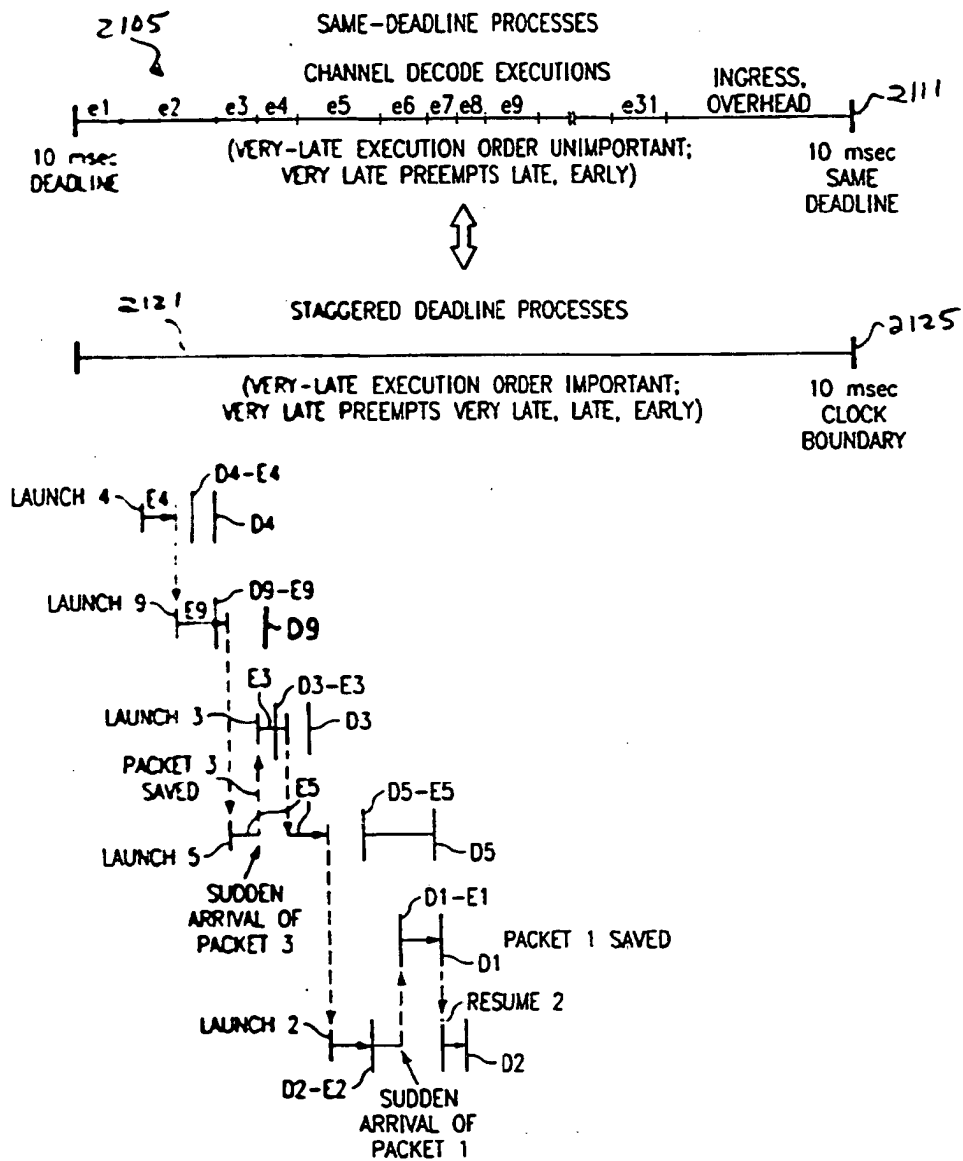 2105
SAME-DEADLINE PROCESSES
CHANNEL DECODE EXECUTIONS
INGRESS,
OVERHEAD
e1 e2 e3 e4 e5 e6 e7 e8 e9 e31
2111
10 msec
DEADLINE
(VERY-LATE EXECUTION ORDER UNIMPORTANT;
VERY LATE PREEMPTS LATE, EARLY)
10 msec
SAME
DEADLINE
2121
STAGGERED DEADLINE PROCESSES
2125
(VERY-LATE EXECUTION ORDER IMPORTANT;
VERY LATE PREEMPTS VERY LATE, LATE, EARLY)
10 msec
CLOCK
BOUNDARY
LAUNCH 4
E4
D4-E4
D4
LAUNCH 9
E9
D9-E9
D9
LAUNCH 3
E3
D3-E3
D3
PACKET 3
SAVED
E5
D5-E5
D5
LAUNCH 5
SUDDEN
ARRIVAL OF
PACKET 3
D1-E1
PACKET 1 SAVED
D1
RESUME 2
LAUNCH 2
D2-E2
D2
SUDDEN
ARRIVAL OF
PACKET 1